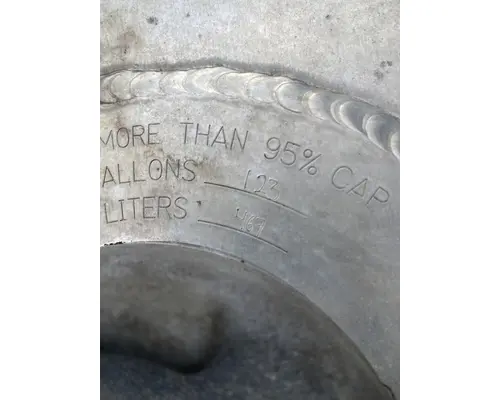 MORE THAN 95% CAP
ALLONS 123
LITERS